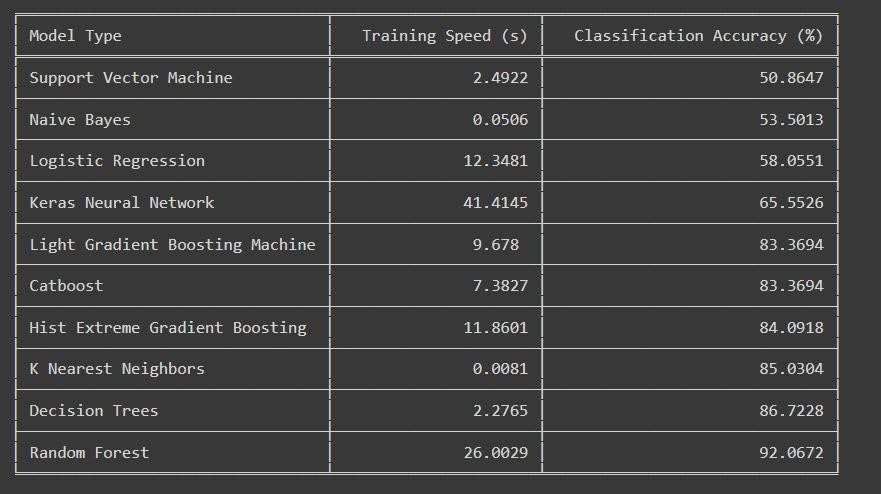 Model Type Training Speed (s) Classification Accuracy (%)
Support Vector Machine 2.4922 50.8647
Naive Bayes 0.0506 53.5013
Logistic Regression 12.3481 58.0551
Keras Neural Network 41.4145 65.5526
Light Gradient Boosting Machine 9.678 83.3694
Catboost 7.3827 83.3694
Hist Extreme Gradient Boosting 11.8601 84.0918
K Nearest Neighbors 0.0081 85.0304
Decision Trees 2.2765 86.7228
Random Forest 26.0029 92.0672